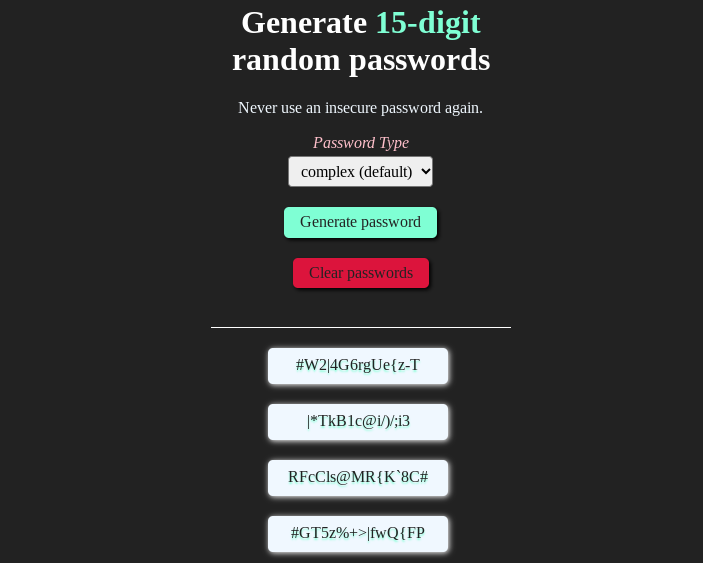 Generate 15-digit
random passwords
Never use an insecure password again.
Password Type
complex (default)
Generate password
Clear passwords
#W2|4G6rgUe{z-T
|*TkB1c@i/)/;i3
RFcCls@MR{K`8C#
#GT5z%+>|fwQ{FP